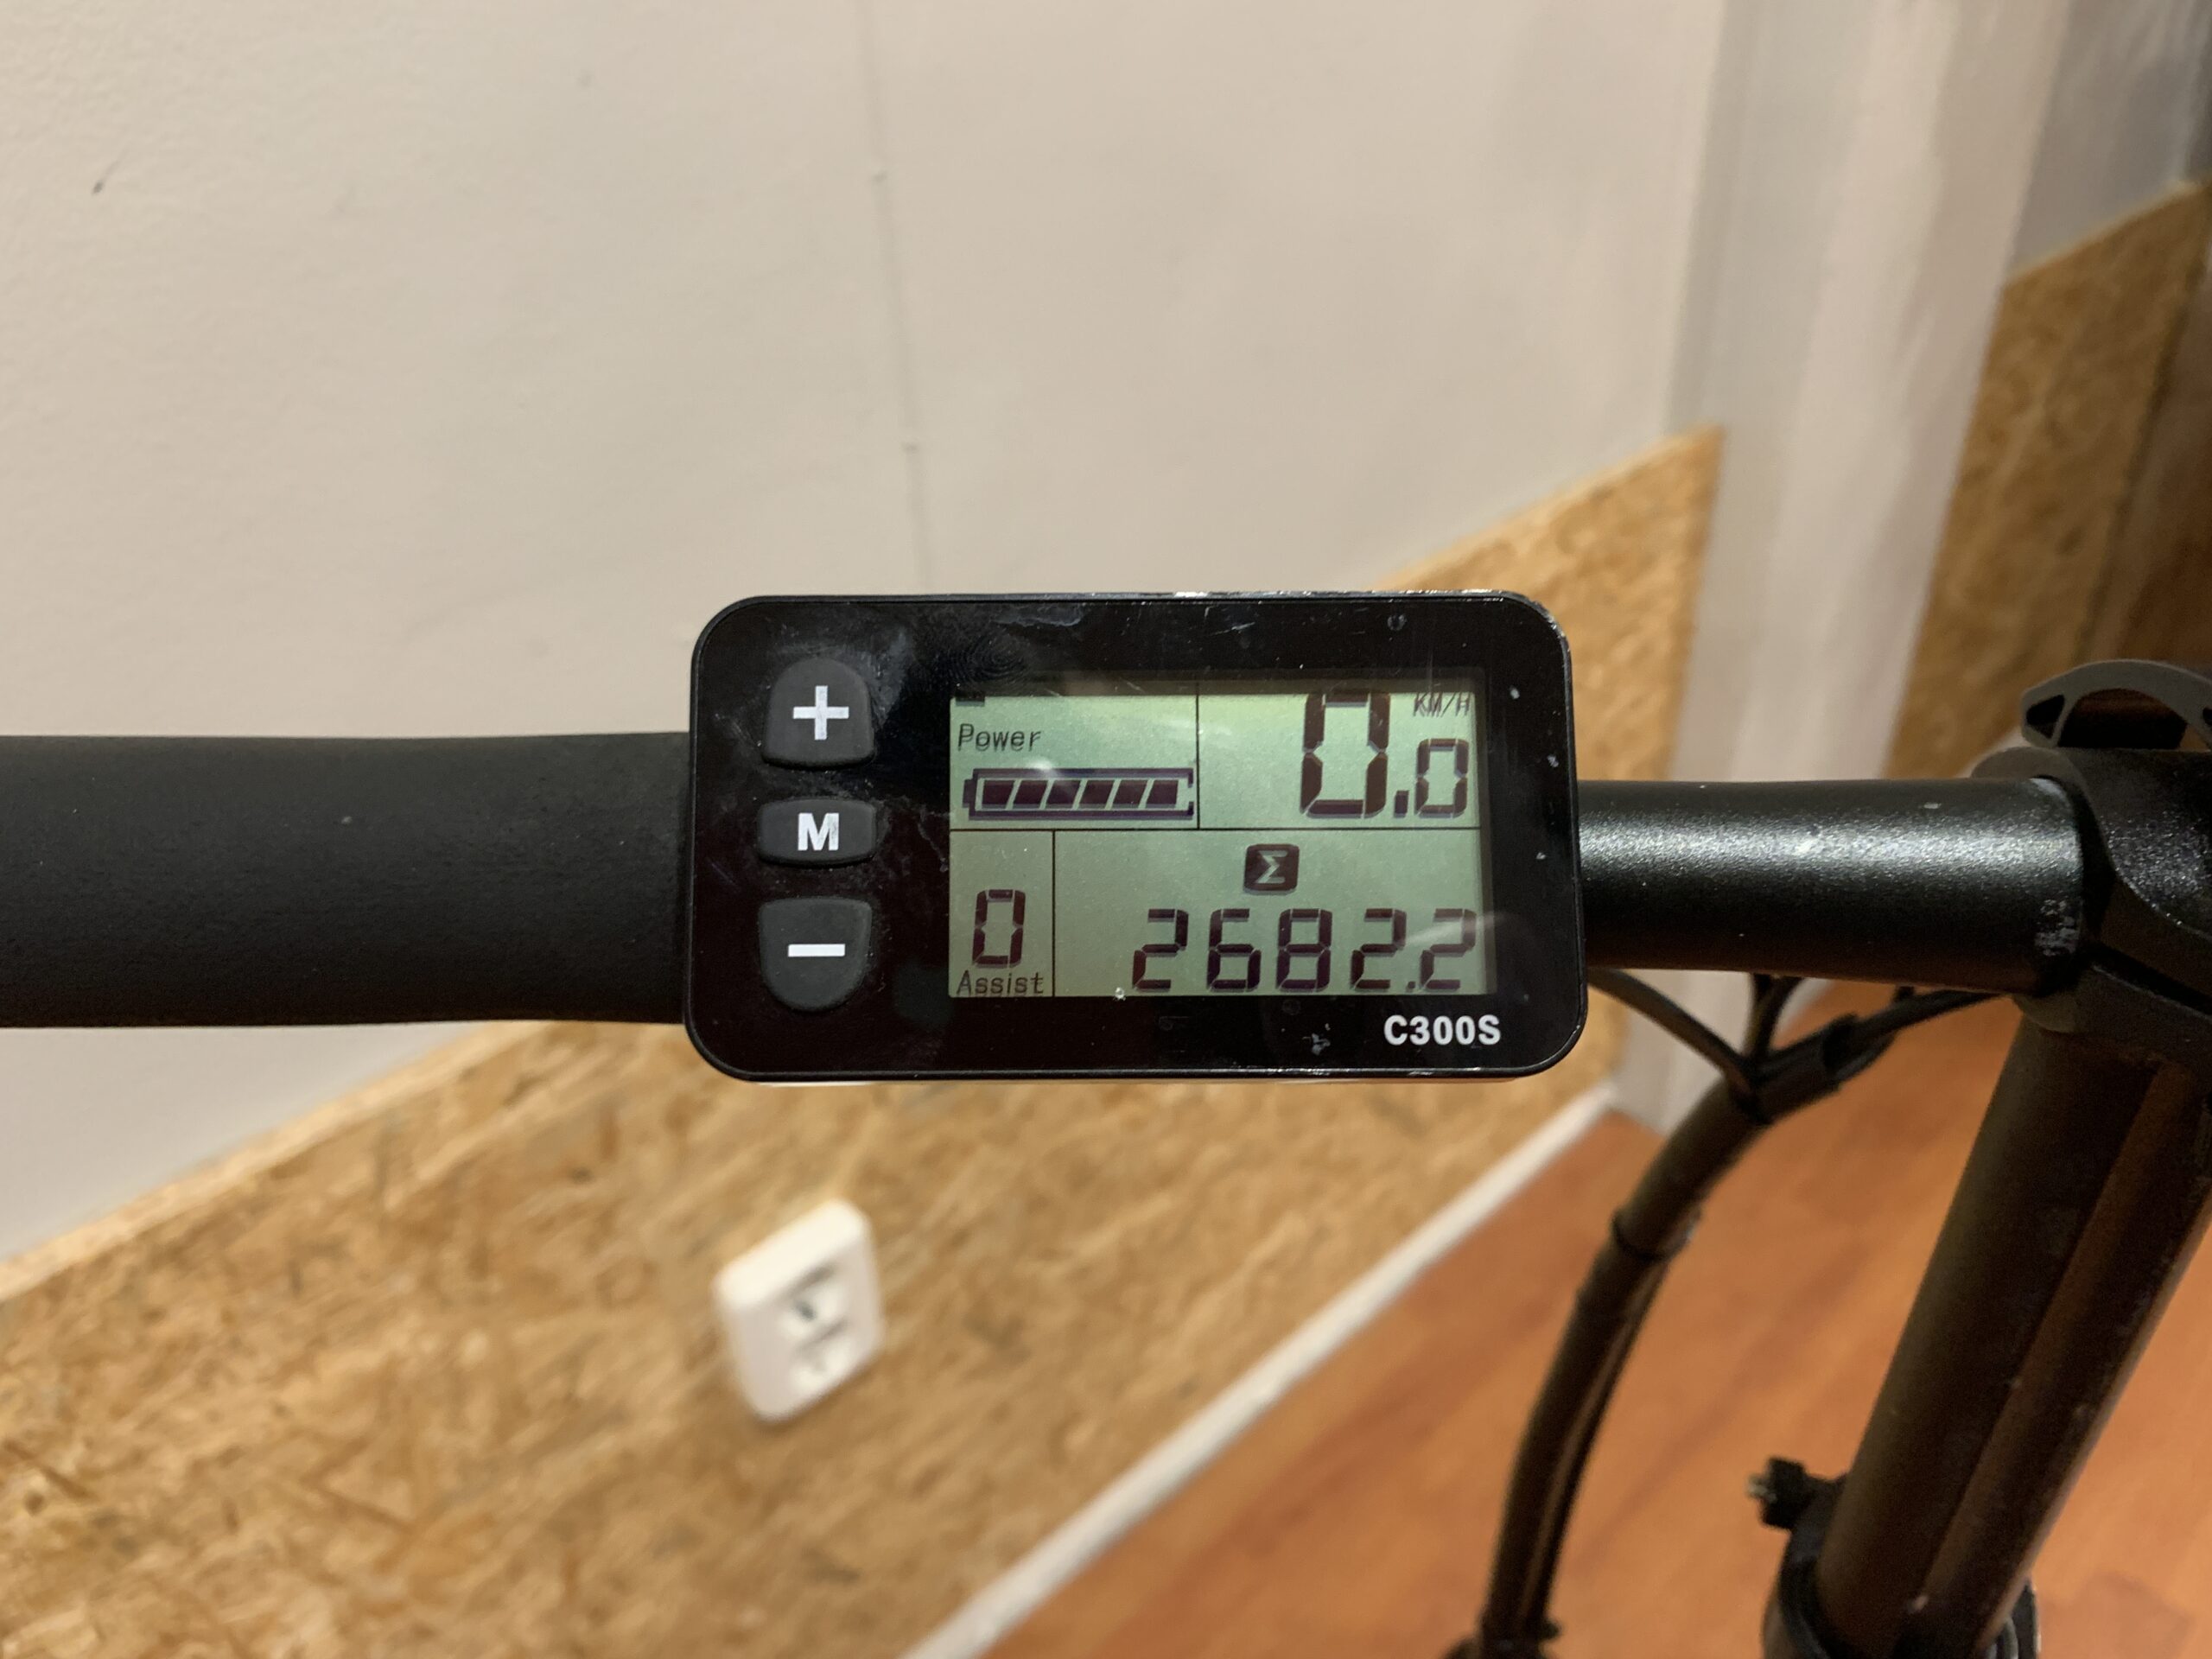 +
M
−
Power
0.0 KM/H
Σ
0
2682.2
Assist
C300S